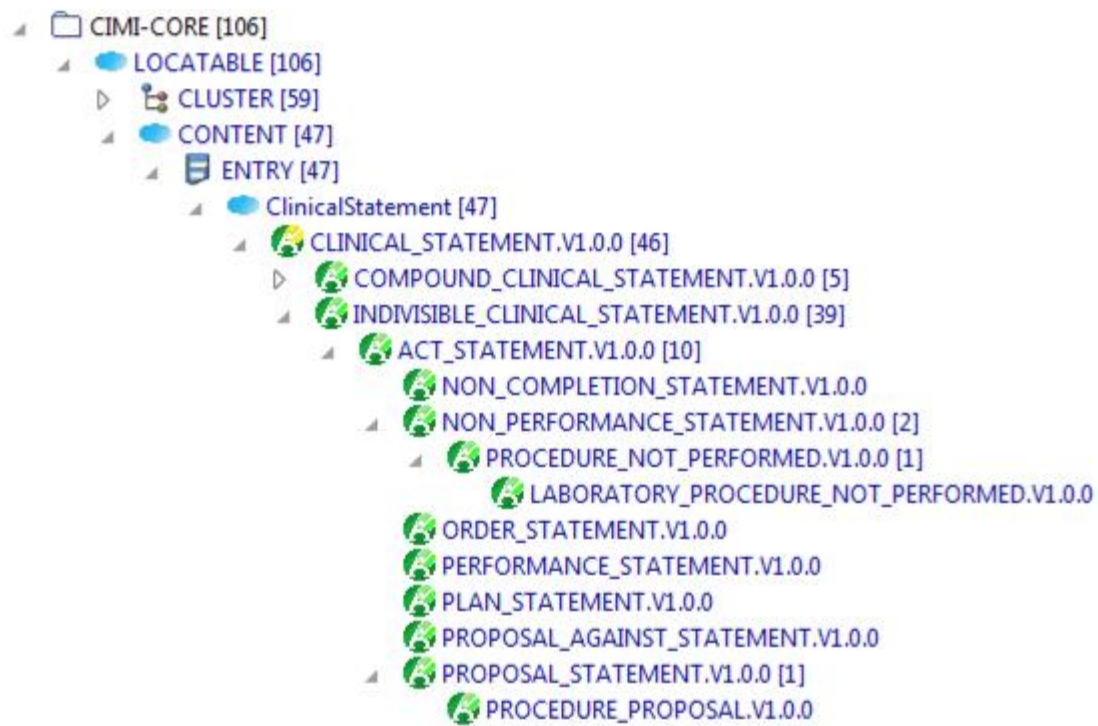 CIMI-CORE [106]
LOCATABLE [106]
CLUSTER [59]
CONTENT [47]
ENTRY [47]
ClinicalStatement [47]
CLINICAL_STATEMENT.V1.0.0 [46]
COMPOUND_CLINICAL_STATEMENT.V1.0.0 [5]
INDIVISIBLE_CLINICAL_STATEMENT.V1.0.0 [39]
ACT_STATEMENT.V1.0.0 [10]
NON_COMPLETION_STATEMENT.V1.0.0
NON_PERFORMANCE_STATEMENT.V1.0.0 [2]
PROCEDURE_NOT_PERFORMED.V1.0.0 [1]
LABORATORY_PROCEDURE_NOT_PERFORMED.V1.0.0
ORDER_STATEMENT.V1.0.0
PERFORMANCE_STATEMENT.V1.0.0
PLAN_STATEMENT.V1.0.0
PROPOSAL_AGAINST_STATEMENT.V1.0.0
PROPOSAL_STATEMENT.V1.0.0 [1]
PROCEDURE_PROPOSAL.V1.0.0